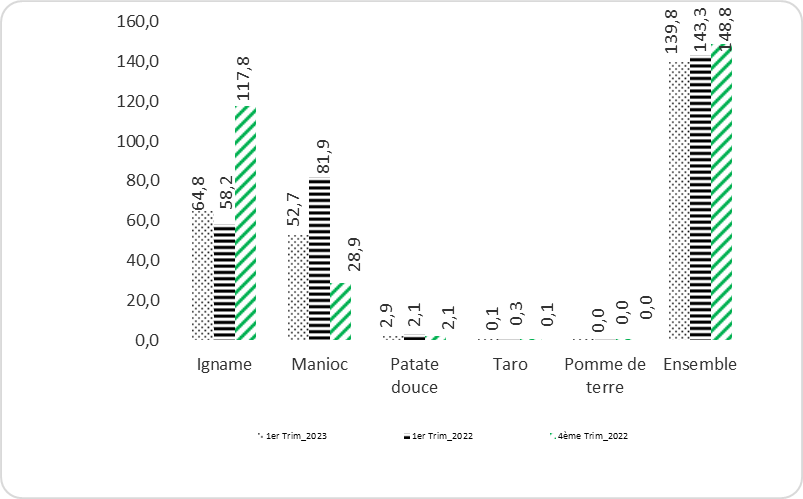 160,0
140,0
120,0
100,0
80,0
60,0
40,0
20,0
0,0
64,8
58,2
117,8
52,7
81,9
28,9
2,9
2,1
2,1
0,1
0,3
0,1
0,0
0,0
0,0
139,8
143,3
148,8
Igname
Manioc
Patate
douce
Taro
Pomme de
terre
Ensemble
1er Trim_2023
1er Trim_2022
4ème Trim_2022